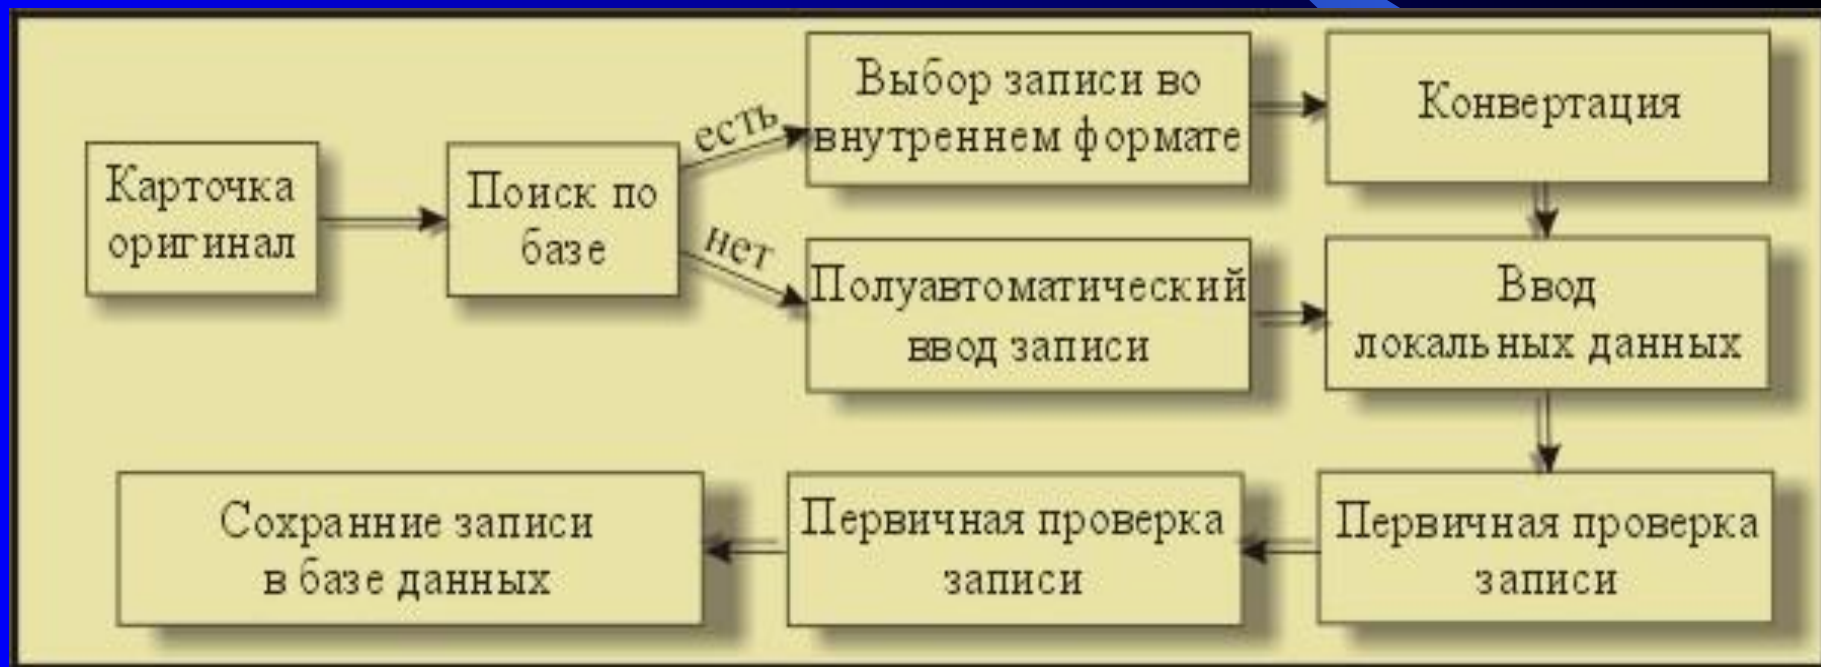 Карточка
оригинал
Поиск по
базе
есть
нет
Выбор записи во
внутреннем формате
Конвертация
Полуавтоматический
ввод записи
Ввод
локальных данных
Первичная проверка
записи
Первичная проверка
записи
Сохранние записи
в базе данных